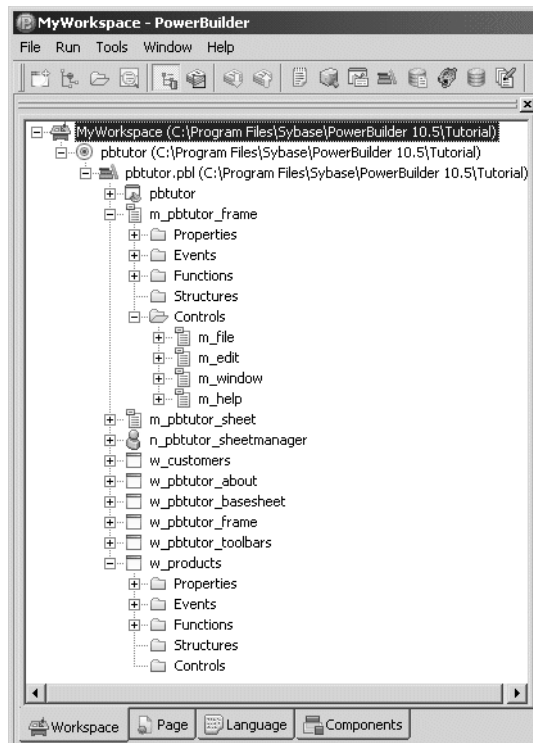 MyWorkspace - PowerBuilder
File Run Tools Window Help
MyWorkspace (C:\Program Files\Sybase\PowerBuilder 10.5\Tutorial)
pbtutor (C:\Program Files\Sybase\PowerBuilder 10.5\Tutorial)
pbtutor.pbl (C:\Program Files\Sybase\PowerBuilder 10.5\Tutorial)
pbtutor
m_pbtutor_frame
Properties
Events
Functions
Structures
Controls
m_file
m_edit
m_window
m_help
m_pbtutor_sheet
n_pbtutor_sheetmanager
w_customers
w_pbtutor_about
w_pbtutor_basesheet
w_pbtutor_frame
w_pbtutor_toolbars
w_products
Properties
Events
Functions
Structures
Controls
Workspace Page Language Components